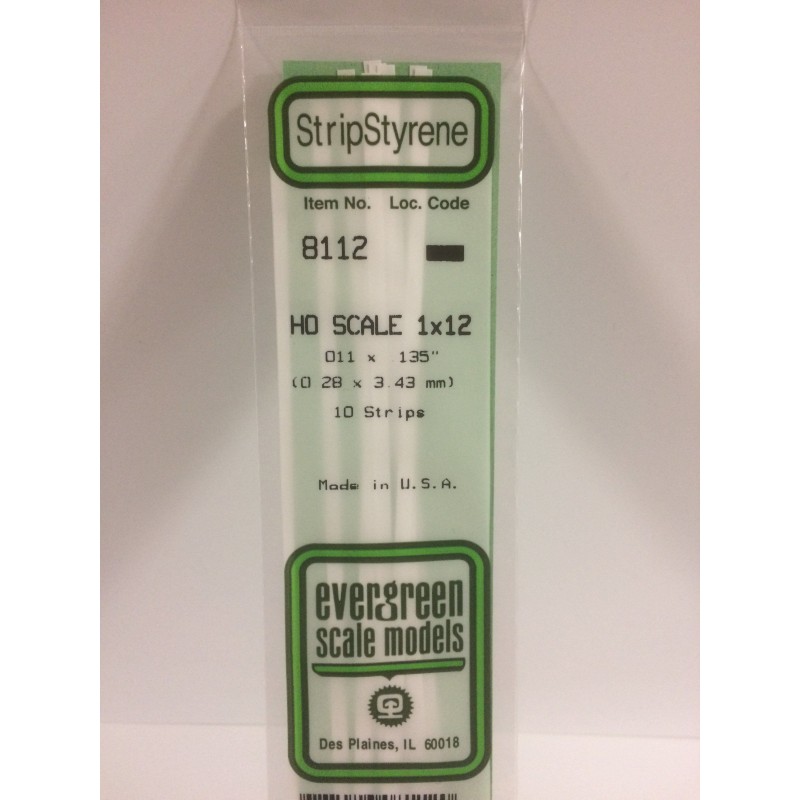 StripStyrene
Item No. Loc. Code
8112
HO SCALE 1x12
011 x 135"
(0 28 x 3.43 mm)
10 Strips
Made in U.S.A.
evergreen
scale models
Des Plaines, IL 60018